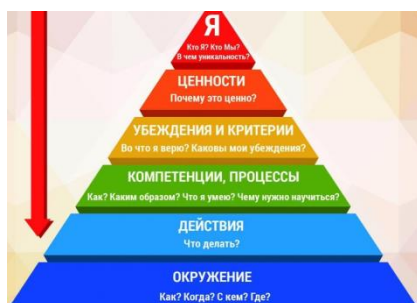 Я
Кто Я? Кто Мы?
В чем уникальность?
ЦЕННОСТИ
Почему это ценно?
УБЕЖДЕНИЯ И КРИТЕРИИ
Во что я верю? Каковы мои убеждения?
КОМПЕТЕНЦИИ, ПРОЦЕССЫ
Как? Каким образом? Что я умею? Чему нужно научиться?
ДЕЙСТВИЯ
Что делать?
ОКРУЖЕНИЕ
Как? Когда? С кем? Где?